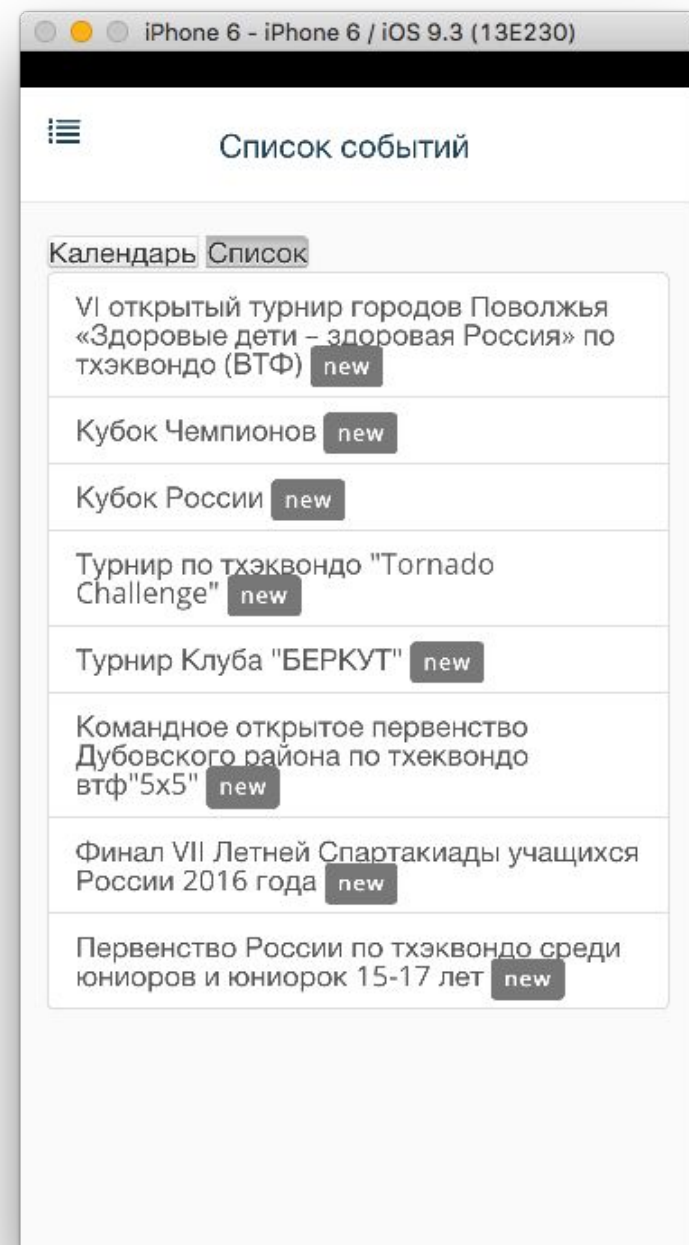 iPhone 6 - iPhone 6 / iOS 9.3 (13E230)
Список событий
Календарь Список
VI открытый турнир городов Поволжья
«Здоровые дети – здоровая Россия» по
тхэквондо (ВТФ) new
Кубок Чемпионов new
Кубок России new
Турнир по тхэквондо "Tornado
Challenge" new
Турнир Клуба "БЕРКУТ" new
Командное открытое первенство
Дубовского района по тхеквондо
втф"5х5" new
Финал VII Летней Спартакиады учащихся
России 2016 года new
Первенство России по тхэквондо среди
юниоров и юниорок 15-17 лет new